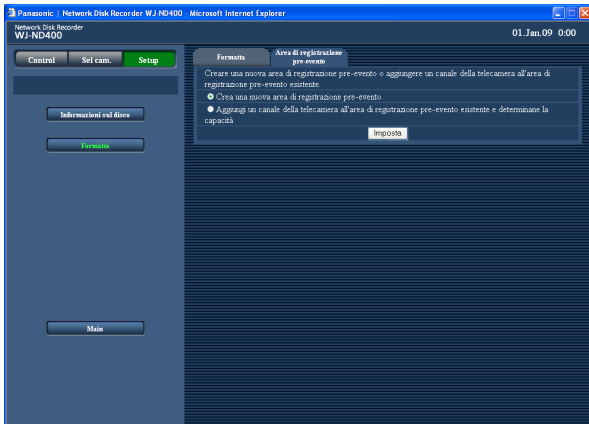 Panasonic | Network Disk Recorder WJ-ND400 - Microsoft Internet Explorer
Network Disk Recorder
WJ-ND400
01.Jan.09 0:00
Control Sel cam. Setup
Informazioni sul disco
Formatta
Main
Formatta
Area di registrazione
pre-evento
Creare una nuova area di registrazione pre-evento o aggiungere un canale della telecamera all'area di
registrazione pre-evento esistente.
Crea una nuova area di registrazione pre-evento
Aggiungi un canale della telecamera all'area di registrazione pre-evento esistente e determinane la
capacità
Imposta